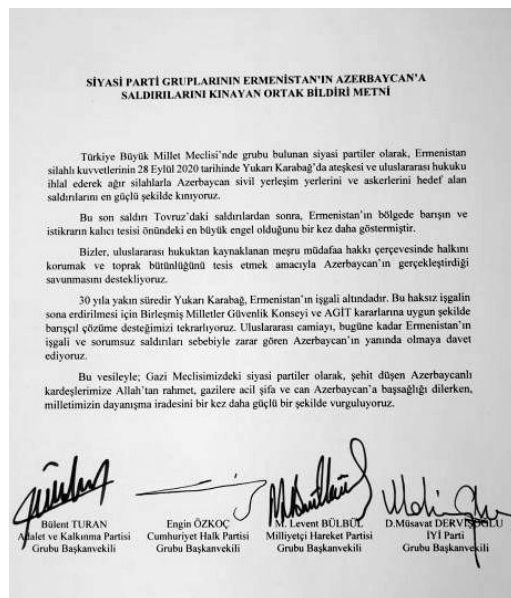 SİYASİ PARTİ GRUPLARININ ERMENİSTAN'IN AZERBAYCAN'A
SALDIRILARINI KINAYAN ORTAK BİLDİRİ METNİ
Türkiye Büyük Millet Meclisi'nde grubu bulunan siyasi partiler olarak, Ermenistan
silahlı kuvvetlerinin 28 Eylül 2020 tarihinde Yukarı Karabağ'da ateşkesi ve uluslararası hukuku
ihlal ederek ağır silahlarla Azerbaycan sivil yerleşim yerlerini ve askerlerini hedef alan
saldırılarını en güçlü şekilde kınıyoruz.
Bu son saldırı Tovruz'daki saldırılardan sonra, Ermenistan'ın bölgede barışın ve
istikrarın kalıcı tesisi önündeki en büyük engel olduğunu bir kez daha göstermiştir.
Bizler, uluslararası hukuktan kaynaklanan meşru müdafaa hakkı çerçevesinde halkını
korumak ve toprak bütünlüğünü tesis etmek amacıyla Azerbaycan'ın gerçekleştirdiği
savunmasını destekliyoruz.
30 yıla yakın süredir Yukarı Karabağ, Ermenistan'ın işgali altındadır. Bu haksız işgalin
sona erdirilmesi için Birleşmiş Milletler Güvenlik Konseyi ve AGİT kararlarına uygun şekilde
barışçıl çözüme desteğimizi tekrarlıyoruz. Uluslararası camiayı, bugüne kadar Ermenistan'ın
işgali ve sorumsuz saldırıları sebebiyle zarar gören Azerbaycan'ın yanında olmaya davet
ediyoruz.
Bu vesileyle; Gazi Meclisimizdeki siyasi partiler olarak, şehit düşen Azerbaycanlı
kardeşlerimize Allah'tan rahmet, gazilere acil şifa ve can Azerbaycan'a başsağlığı dilerken,
milletimizin dayanışma iradesini bir kez daha güçlü bir şekilde vurguluyoruz.
Bülent TURAN Engin ÖZKOÇ M. Levent BÜLBÜL D.Müsavat DERVİŞOĞLU
Adalet ve Kalkınma Partisi Cumhuriyet Halk Partisi Milliyetçi Hareket Partisi İYİ Parti
Grubu Başkanvekili Grubu Başkanvekili Grubu Başkanvekili Grubu Başkanvekili